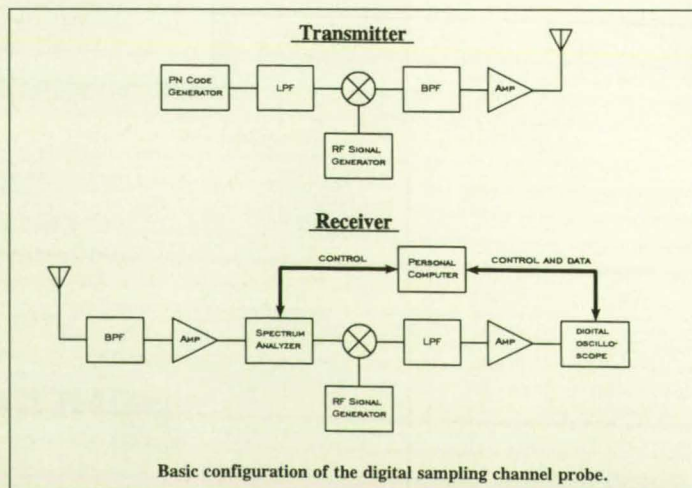 Transmitter
PN CODE
GENERATOR
LPF
BPF
AMP
RF SIGNAL
GENERATOR
Receiver
CONTROL
PERSONAL
COMPUTER
CONTROL AND DATA
BPF
AMP
SPECTRUM
ANALYZER
LPF
AMP
DIGITAL
OSCILLO-
SCOPE
RF SIGNAL
GENERATOR
Basic configuration of the digital sampling channel probe.